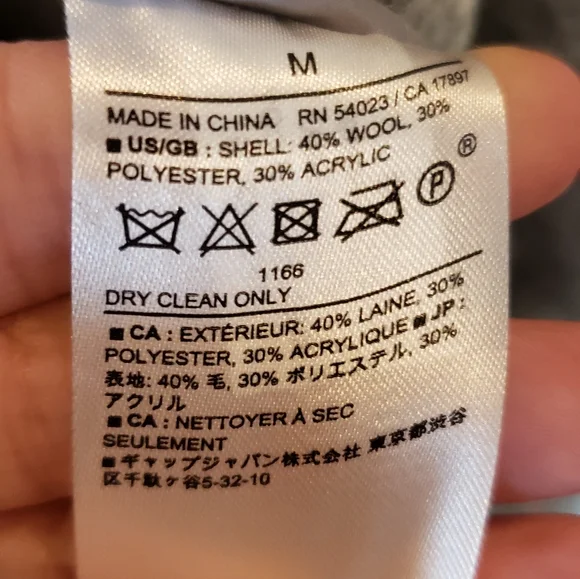 M
MADE IN CHINA RN 54023 / CA 17897
■ US/GB : SHELL: 40% WOOL, 30%
POLYESTER, 30% ACRYLIC
®
P
1166
DRY CLEAN ONLY
■ CA : EXTÉRIEUR: 40% LAINE, 30%
POLYESTER, 30% ACRYLIQUE ■ JP :
表地: 40% 毛, 30% ポリエステル, 30%
アクリル
■ CA : NETTOYER À SEC
SEULEMENT
■ ギャップジャパン株式会社 東京都渋谷
区千駄ヶ谷5-32-10